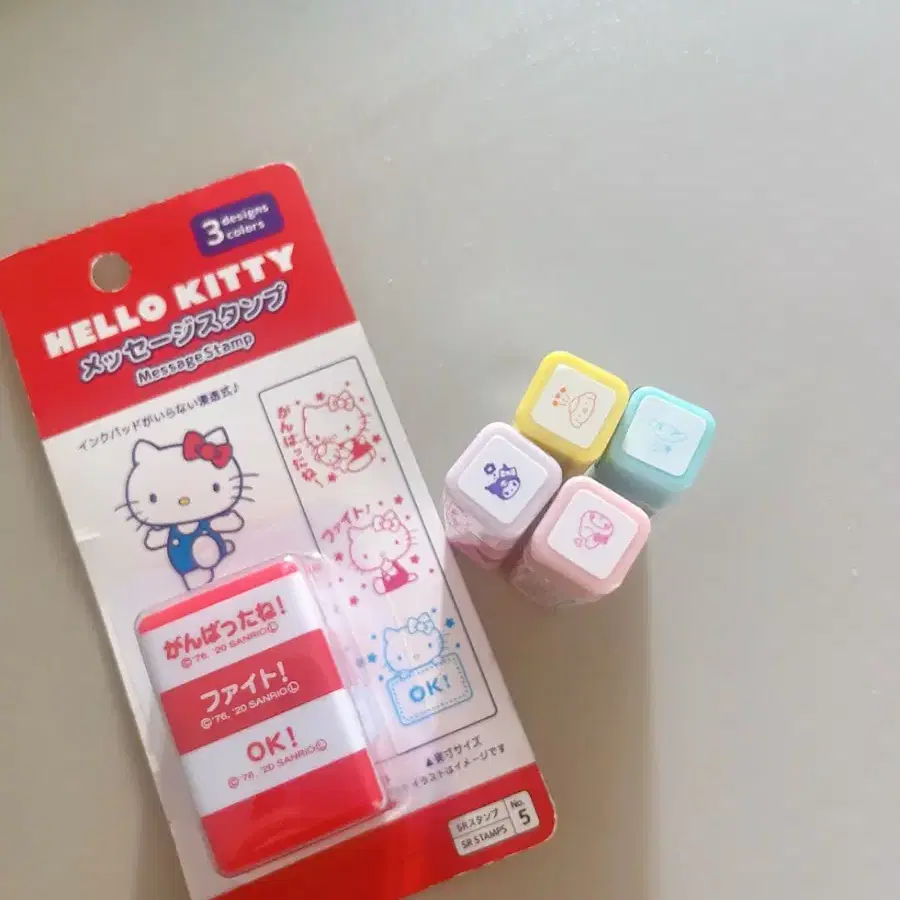 3 designs
colors
HELLO KITTY
メッセージスタンプ
MessageStamp
インクパッドがいらない浸透式♪
がんばったね!
ファイト!
OK!
がんばったね!
©'76, '20 SANRIO Ⓛ
ファイト!
©'76, '20 SANRIO Ⓛ
OK!
©'76, '20 SANRIO Ⓛ
▲実寸サイズ
イラストはイメージです
SRスタンプ
SR STAMPS
No.
5